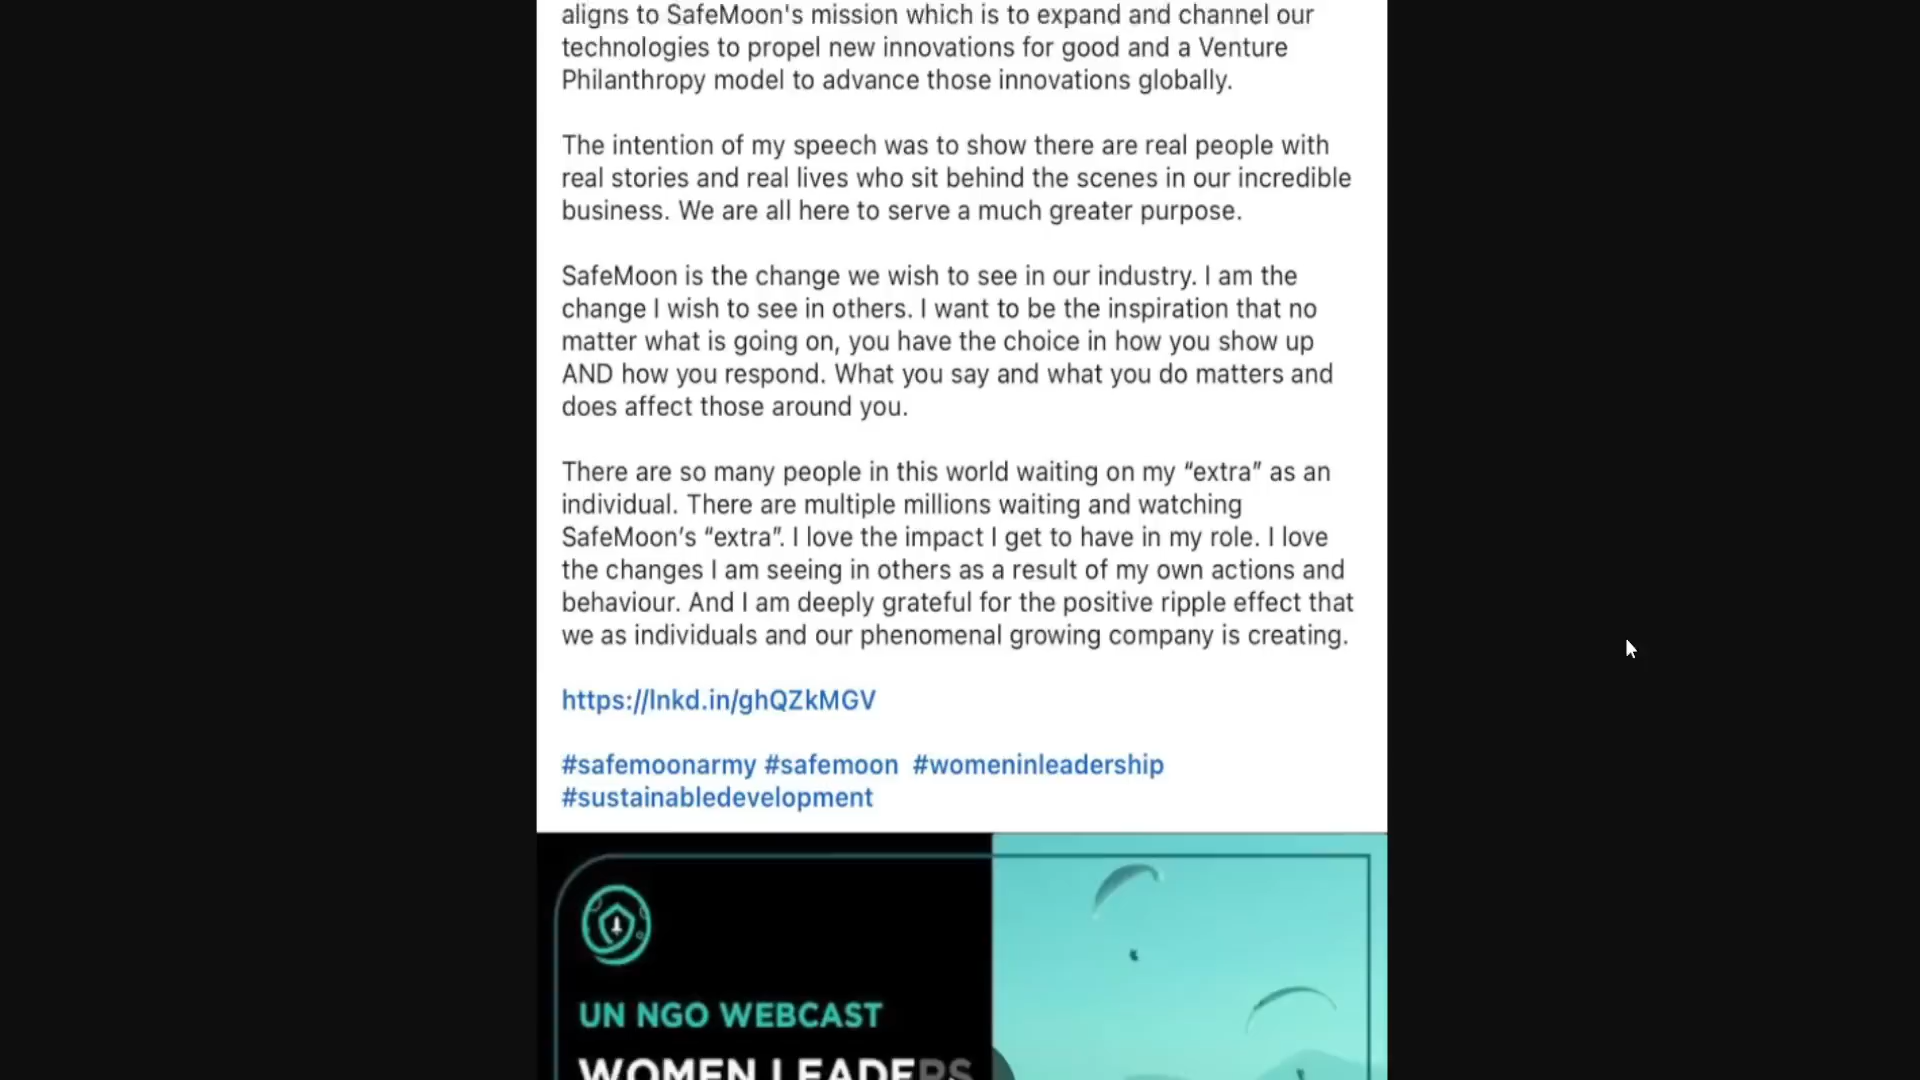 aligns to SafeMoon's mission which is to expand and channel our
technologies to propel new innovations for good and a Venture
Philanthropy model to advance those innovations globally.
The intention of my speech was to show there are real people with
real stories and real lives who sit behind the scenes in our incredible
business. We are all here to serve a much greater purpose.
SafeMoon is the change we wish to see in our industry. I am the
change I wish to see in others. I want to be the inspiration that no
matter what is going on, you have the choice in how you show up
AND how you respond. What you say and what you do matters and
does affect those around you.
There are so many people in this world waiting on my “extra” as an
individual. There are multiple millions waiting and watching
SafeMoon’s “extra”. I love the impact I get to have in my role. I love
the changes I am seeing in others as a result of my own actions and
behaviour. And I am deeply grateful for the positive ripple effect that
we as individuals and our phenomenal growing company is creating.
https://lnkd.in/ghQZkMGV
#safemoonarmy #safemoon #womeninleadership
#sustainabledevelopment
UN NGO WEBCAST
WOMEN LEADERS